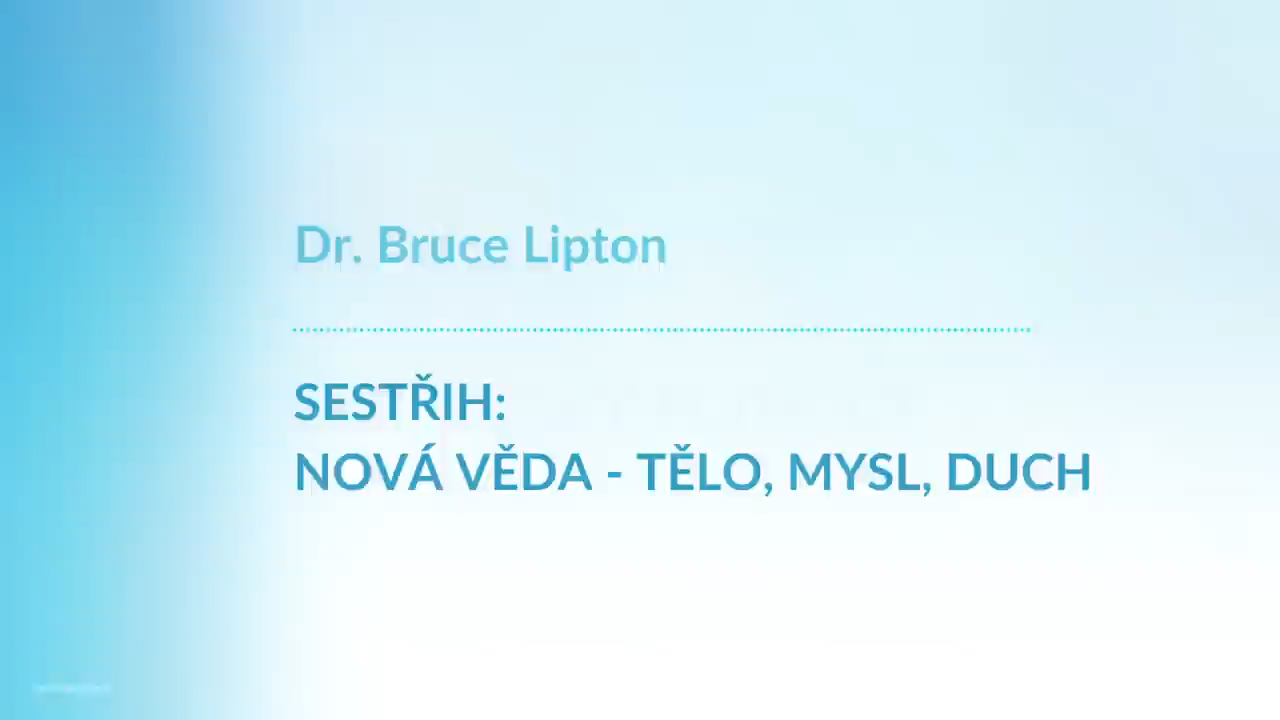 Dr. Bruce Lipton
SESTŘIH:
NOVÁ VĚDA - TĚLO, MYSL, DUCH